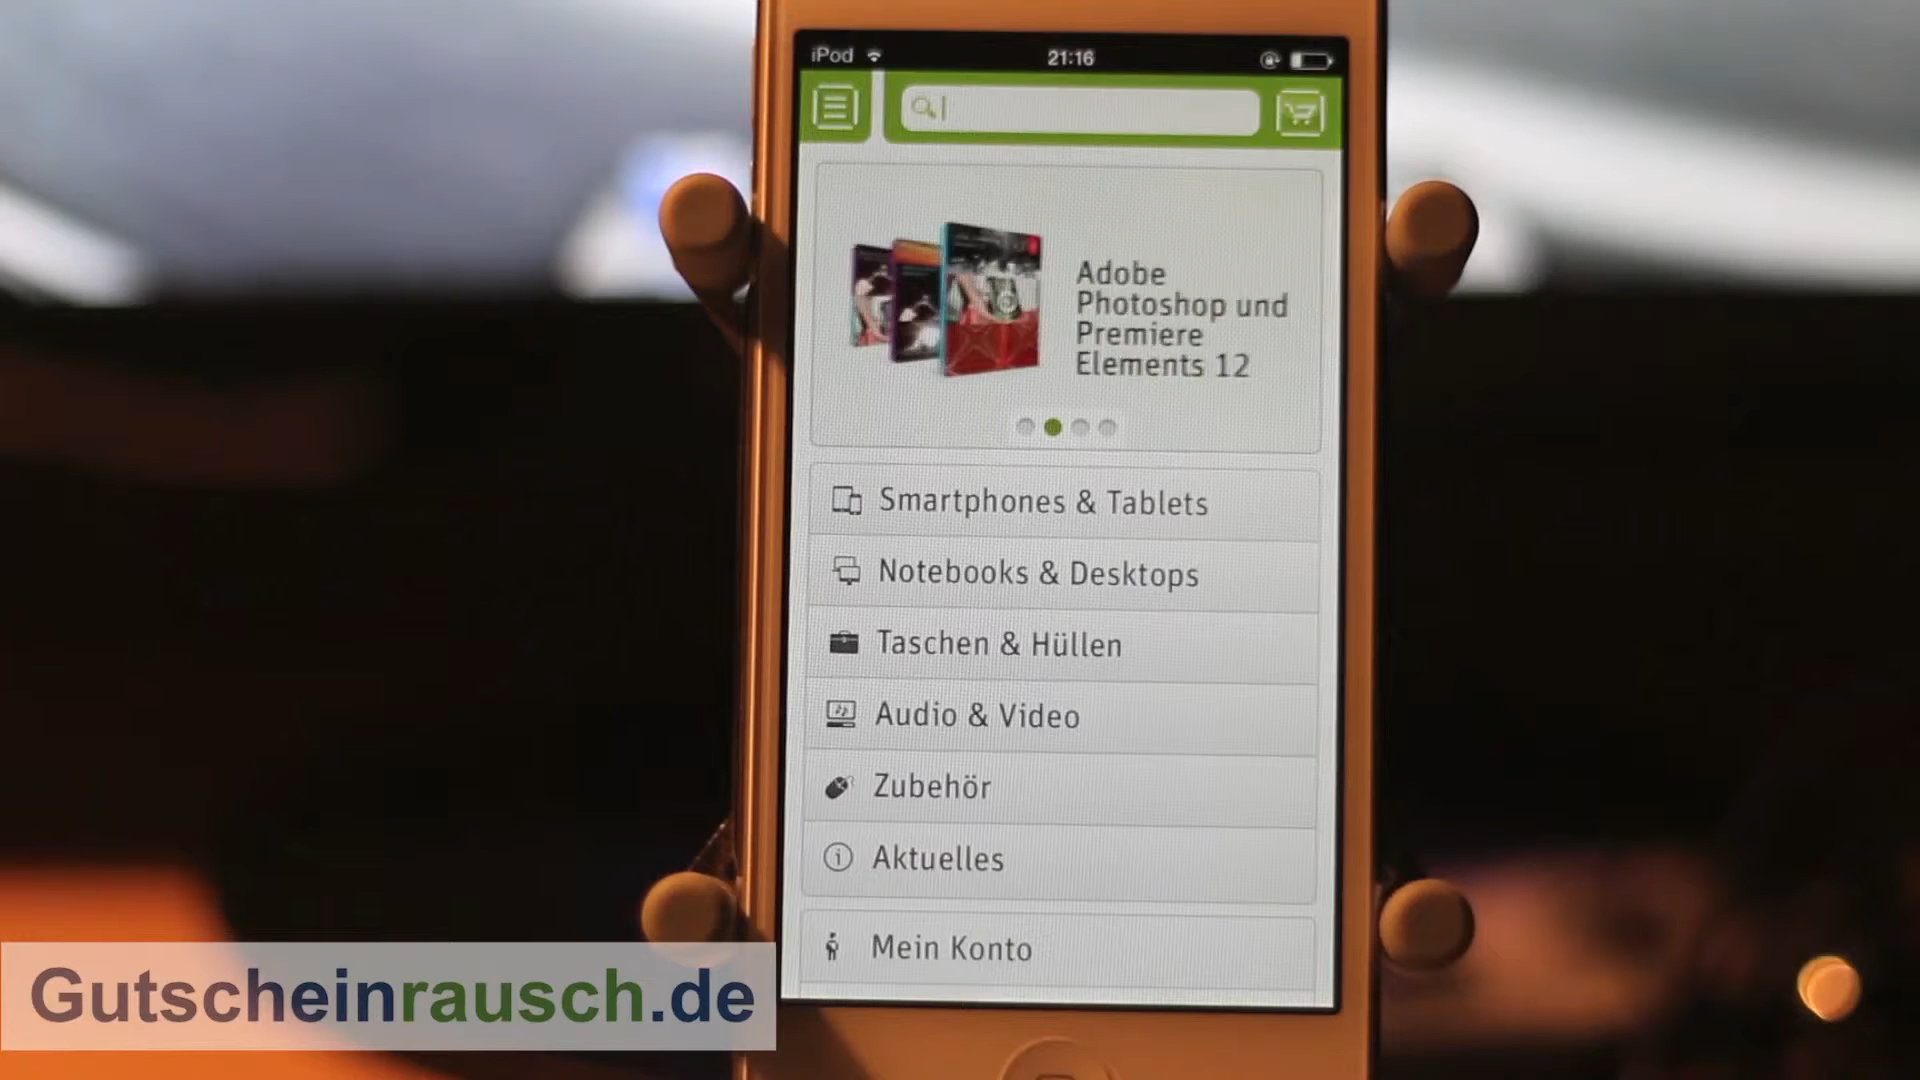 iPod
21:16
Adobe
Photoshop und
Premiere
Elements 12
Smartphones & Tablets
Notebooks & Desktops
Taschen & Hüllen
Audio & Video
Zubehör
Aktuelles
Mein Konto
Gutscheinrausch.de